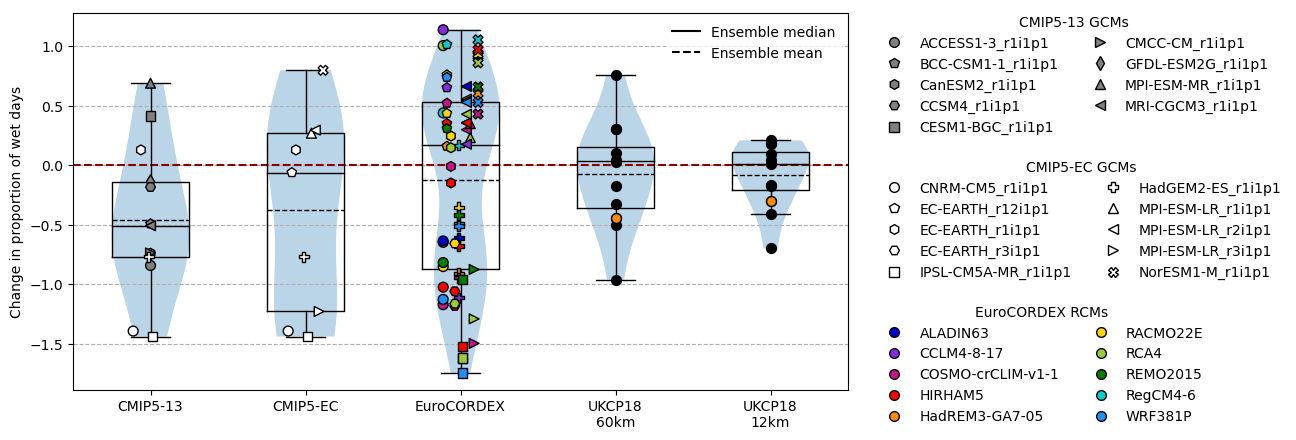 Change in proportion of wet days
1.0
0.5
0.0
−0.5
−1.0
−1.5
Ensemble median
Ensemble mean
CMIP5-13
CMIP5-EC
EuroCORDEX
UKCP18
60km
UKCP18
12km
CMIP5-13 GCMs
ACCESS1-3_r1i1p1
BCC-CSM1-1_r1i1p1
CanESM2_r1i1p1
CCSM4_r1i1p1
CESM1-BGC_r1i1p1
CMCC-CM_r1i1p1
GFDL-ESM2G_r1i1p1
MPI-ESM-MR_r1i1p1
MRI-CGCM3_r1i1p1
CMIP5-EC GCMs
CNRM-CM5_r1i1p1
EC-EARTH_r12i1p1
EC-EARTH_r1i1p1
EC-EARTH_r3i1p1
IPSL-CM5A-MR_r1i1p1
HadGEM2-ES_r1i1p1
MPI-ESM-LR_r1i1p1
MPI-ESM-LR_r2i1p1
MPI-ESM-LR_r3i1p1
NorESM1-M_r1i1p1
EuroCORDEX RCMs
ALADIN63
CCLM4-8-17
COSMO-crCLIM-v1-1
HIRHAM5
HadREM3-GA7-05
RACMO22E
RCA4
REMO2015
RegCM4-6
WRF381P